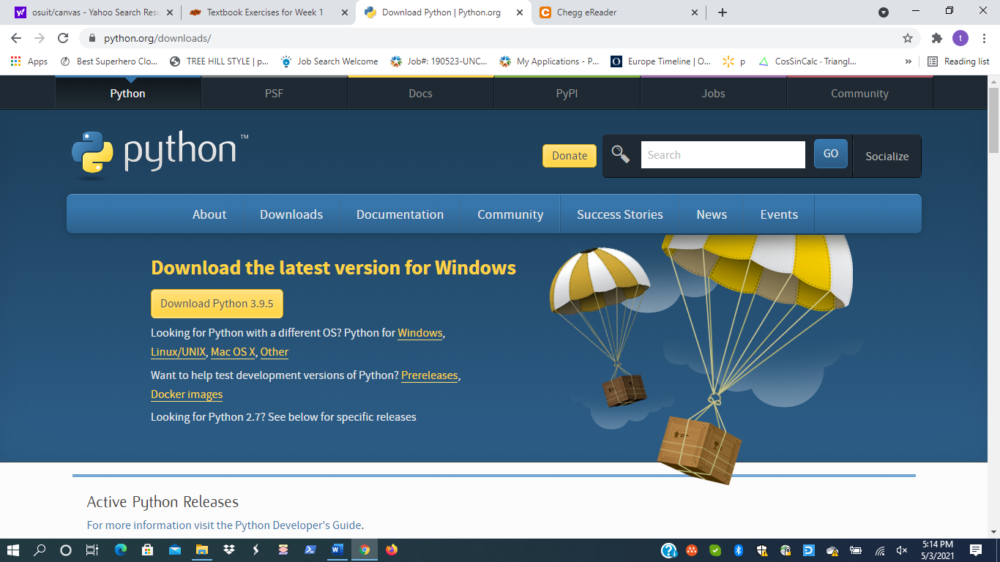 osuit/canvas - Yahoo Search Resu
Textbook Exercises for Week 1
Download Python | Python.org
Chegg eReader
python.org/downloads/
t
Apps
Best Superhero Clo...
TREE HILL STYLE | p...
Job Search Welcome
Job#: 190523-UNC...
My Applications - P...
Europe Timeline | O...
p
CosSinCalc · Triangl...
»
Reading list
Python
PSF
Docs
PyPI
Jobs
Community
python™
Donate
Search
GO
Socialize
About
Downloads
Documentation
Community
Success Stories
News
Events
Download the latest version for Windows
Download Python 3.9.5
Looking for Python with a different OS? Python for Windows,
Linux/UNIX, Mac OS X, Other
Want to help test development versions of Python? Prereleases,
Docker images
Looking for Python 2.7? See below for specific releases
Active Python Releases
For more information visit the Python Developer's Guide.
5:14 PM
5/3/2021